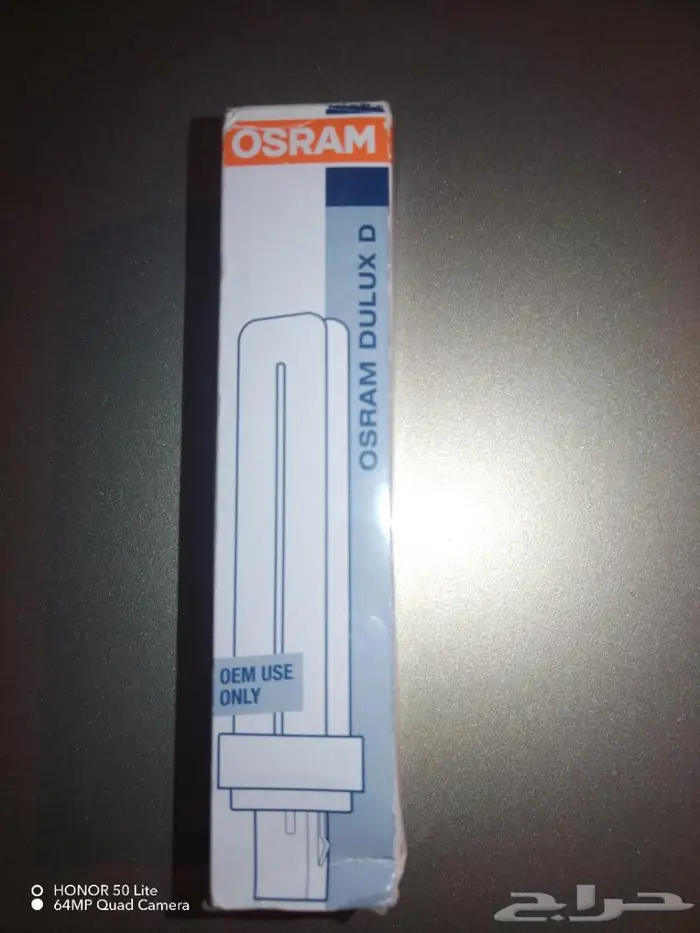 OSRAM
OSRAM DULUX D
OEM USE
ONLY
HONOR 50 Lite
64MP Quad Camera
حراج